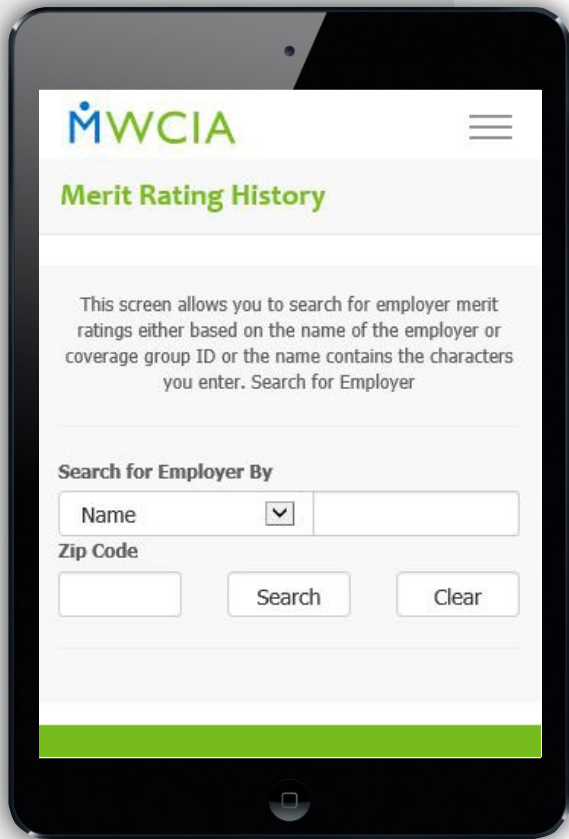 MWCIA
Merit Rating History
This screen allows you to search for employer merit
ratings either based on the name of the employer or
coverage group ID or the name contains the characters
you enter. Search for Employer
Search for Employer By
Name
Zip Code
Search Clear